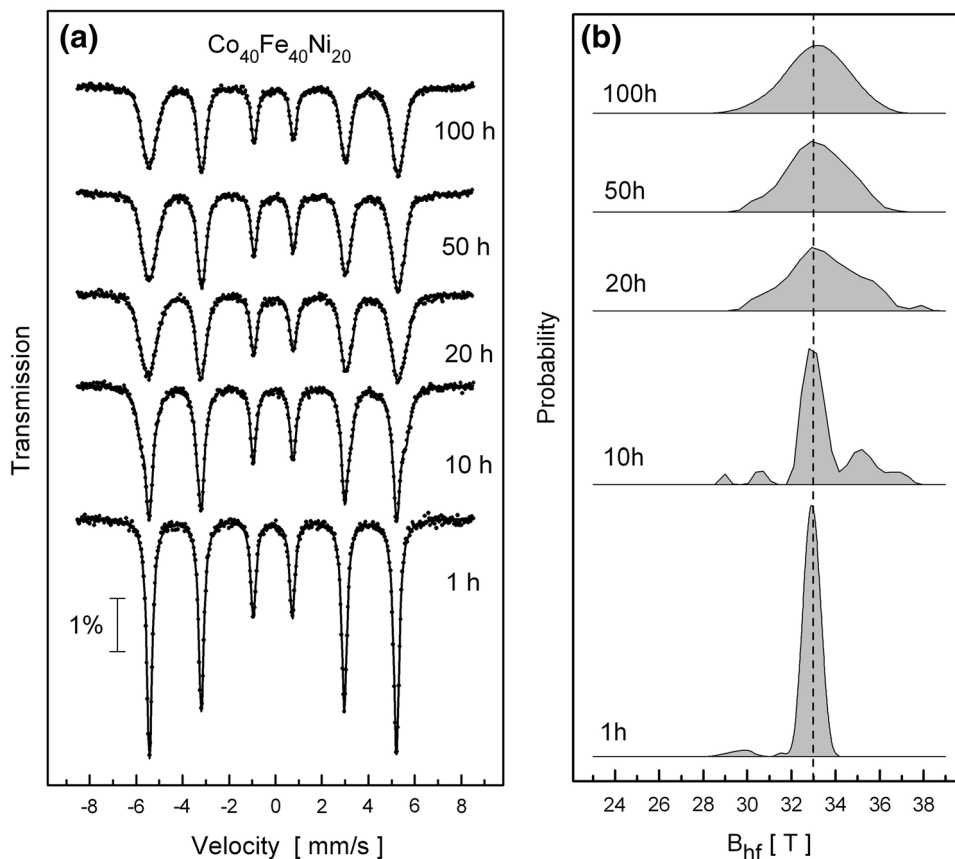 (a)
Co40Fe40Ni20
100 h
50 h
20 h
10 h
1 h
1%
Transmission
-8 -6 -4 -2 0 2 4 6 8
Velocity [ mm/s ]
(b)
100h
50h
20h
10h
1h
Probability
24 26 28 30 32 34 36 38
Bhf [ T ]